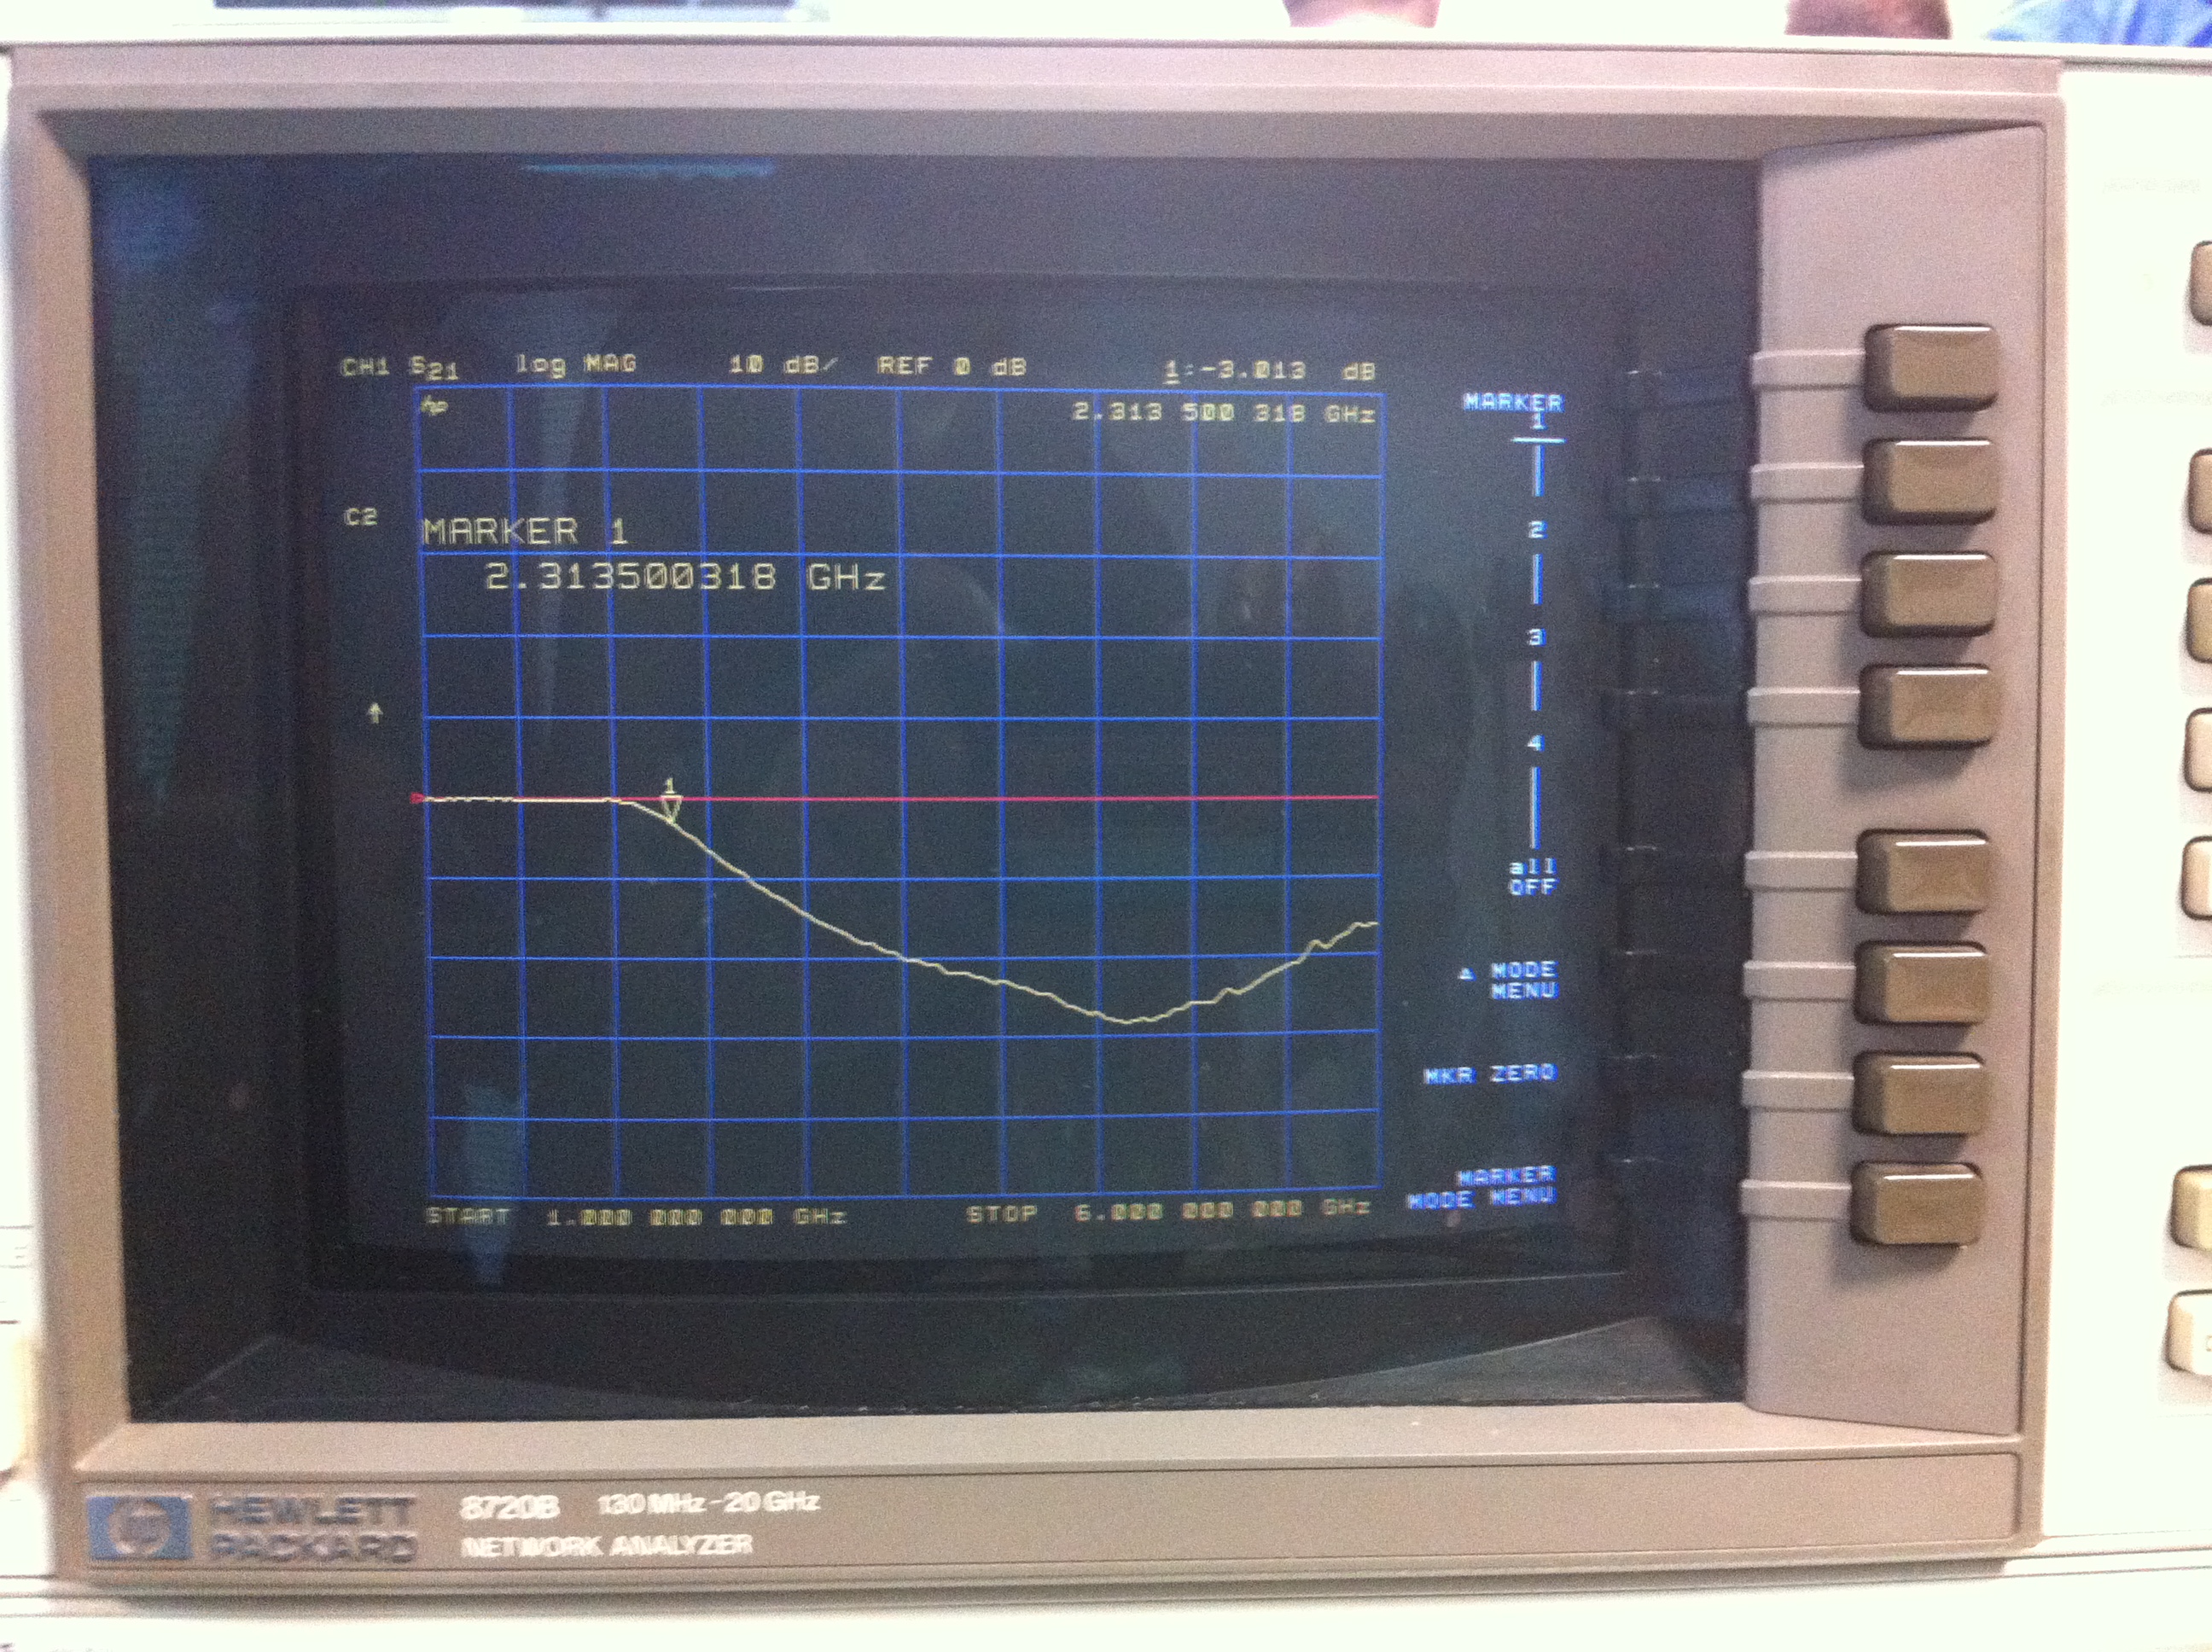 CH1 S21 log MAG 10 dB/ REF 0 dB 1:-3.013 dB
hp 2.313 500 318 GHz
C2
MARKER 1
2.313500318 GHz
1
MARKER
1
2
3
4
all
OFF
MODE
MENU
MKR ZERO
MARKER
MODE MENU
START 1.000 000 000 GHz STOP 6.000 000 000 GHz
hp HEWLETT
PACKARD
8720B 130 MHz-20 GHz
NETWORK ANALYZER